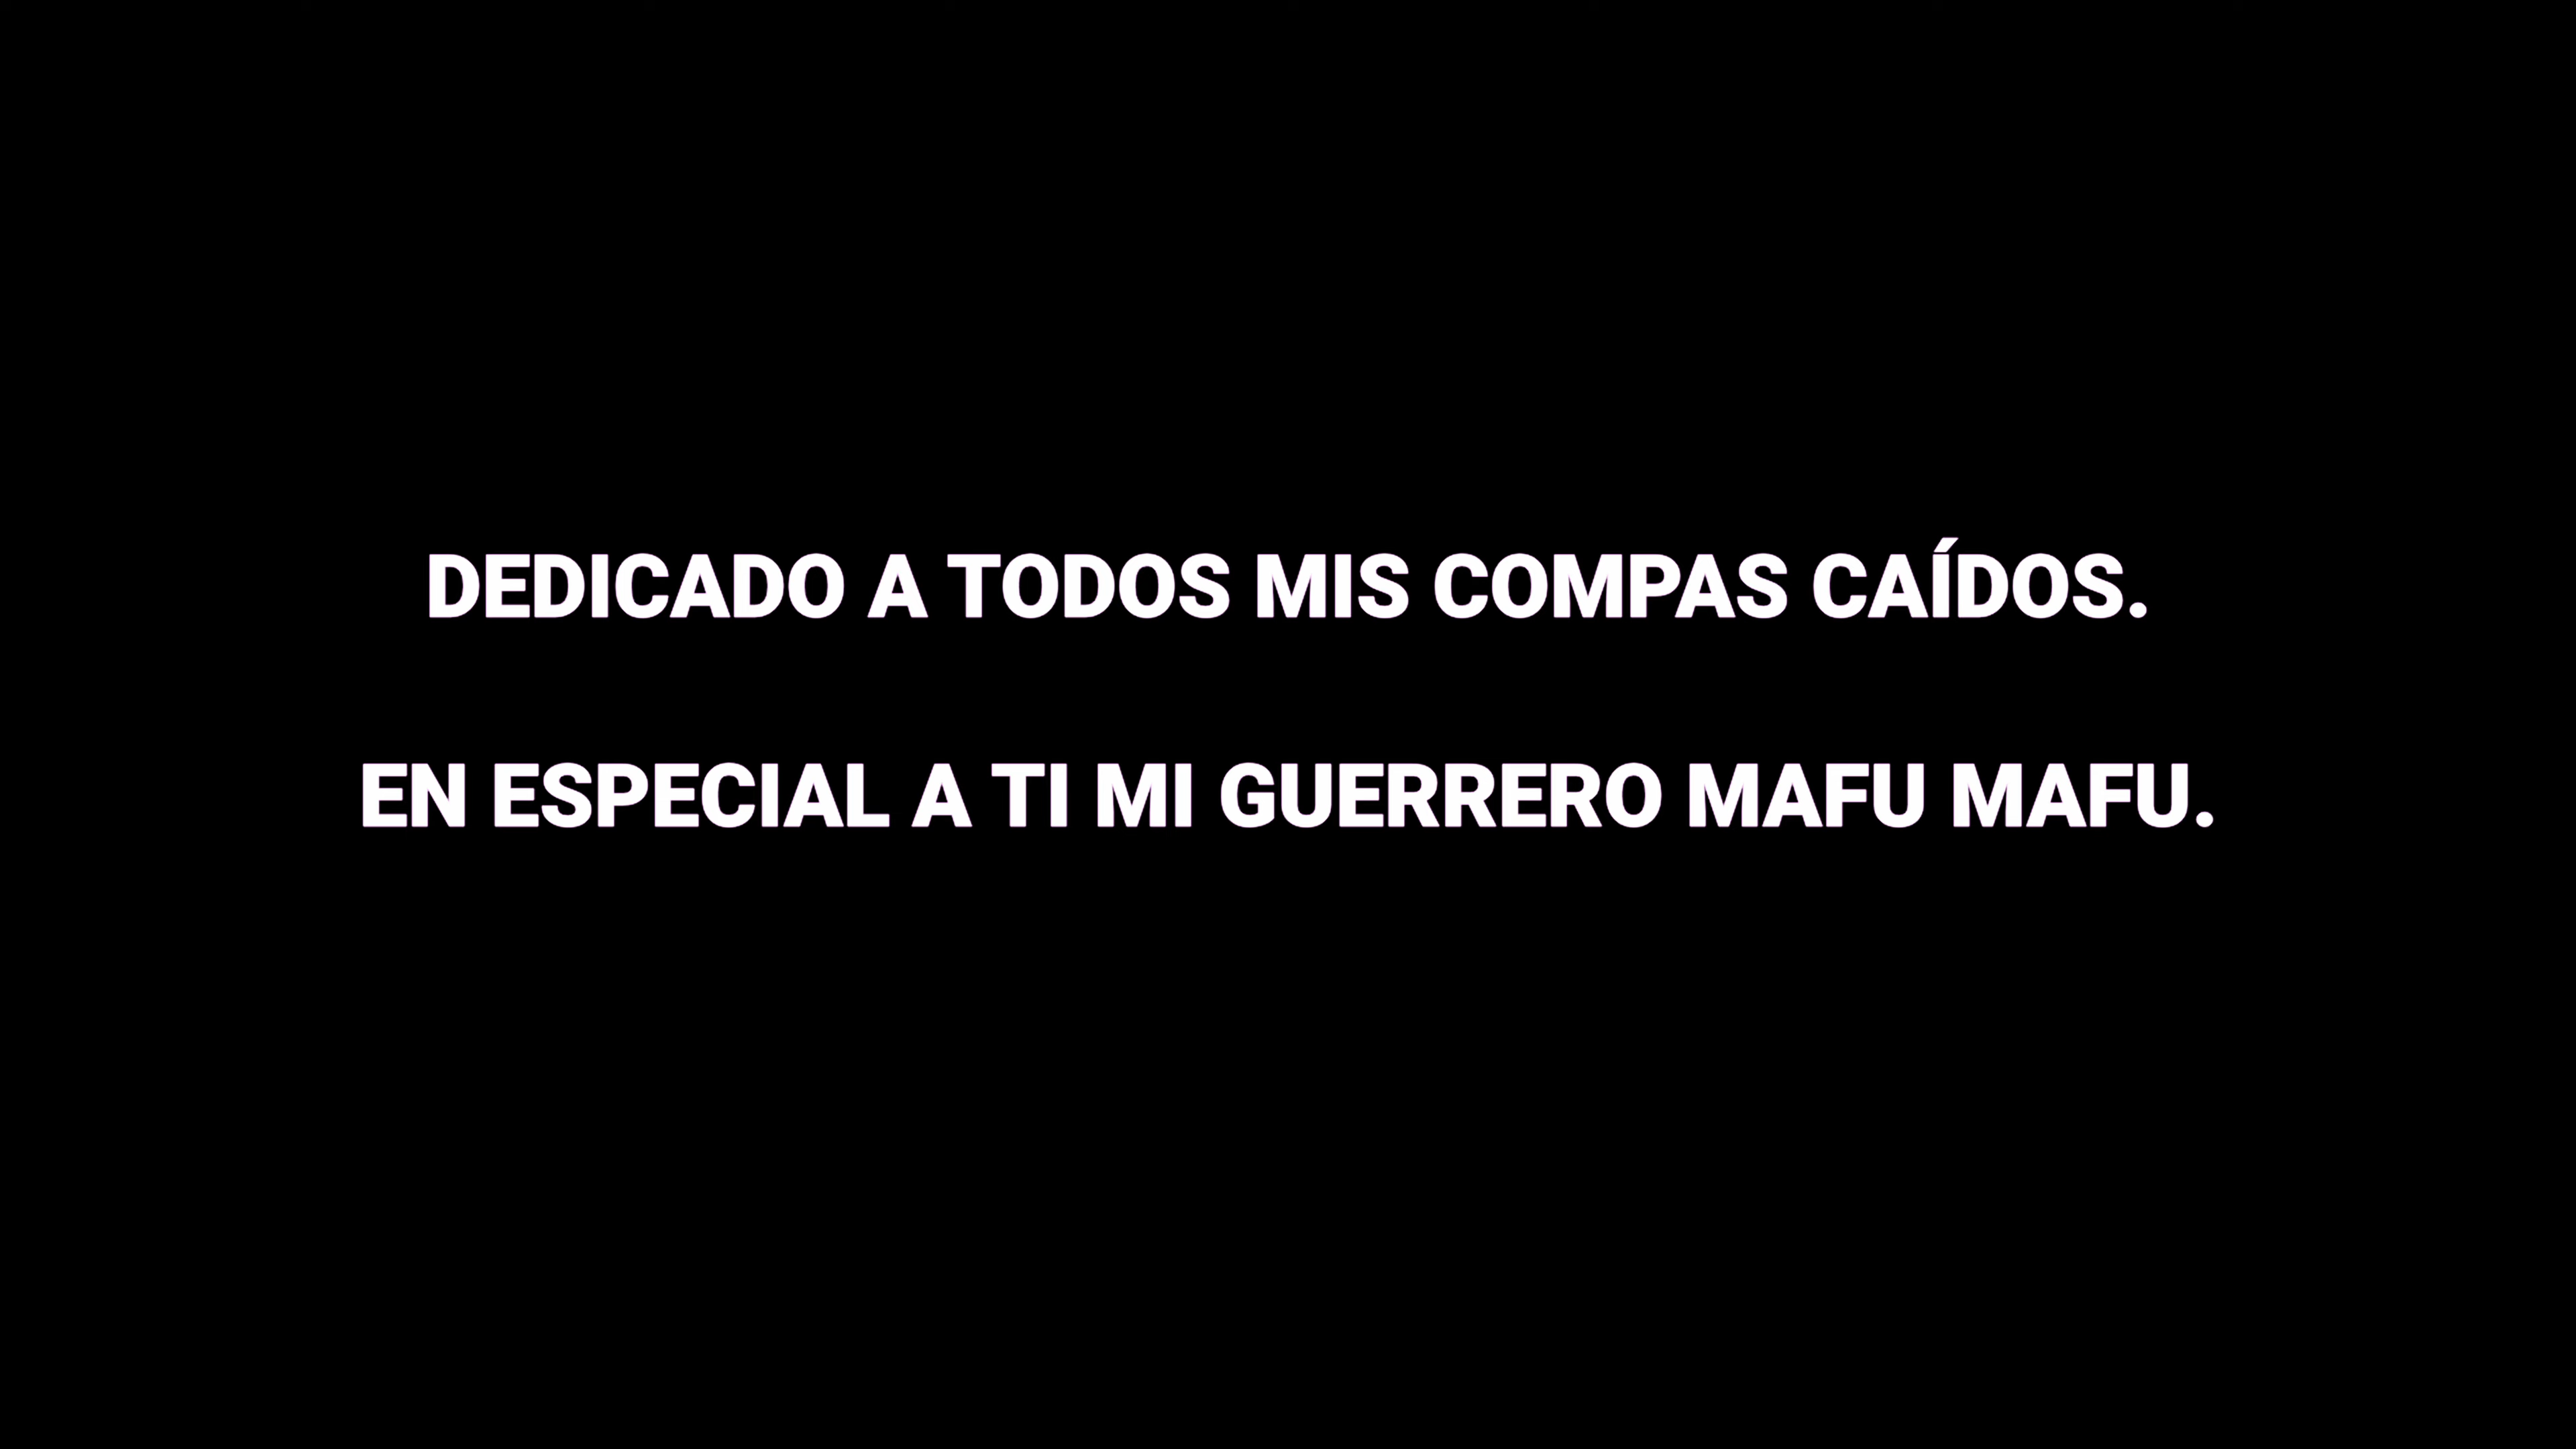 DEDICADO A TODOS MIS COMPAS CAÍDOS.
EN ESPECIAL A TI MI GUERRERO MAFU MAFU.